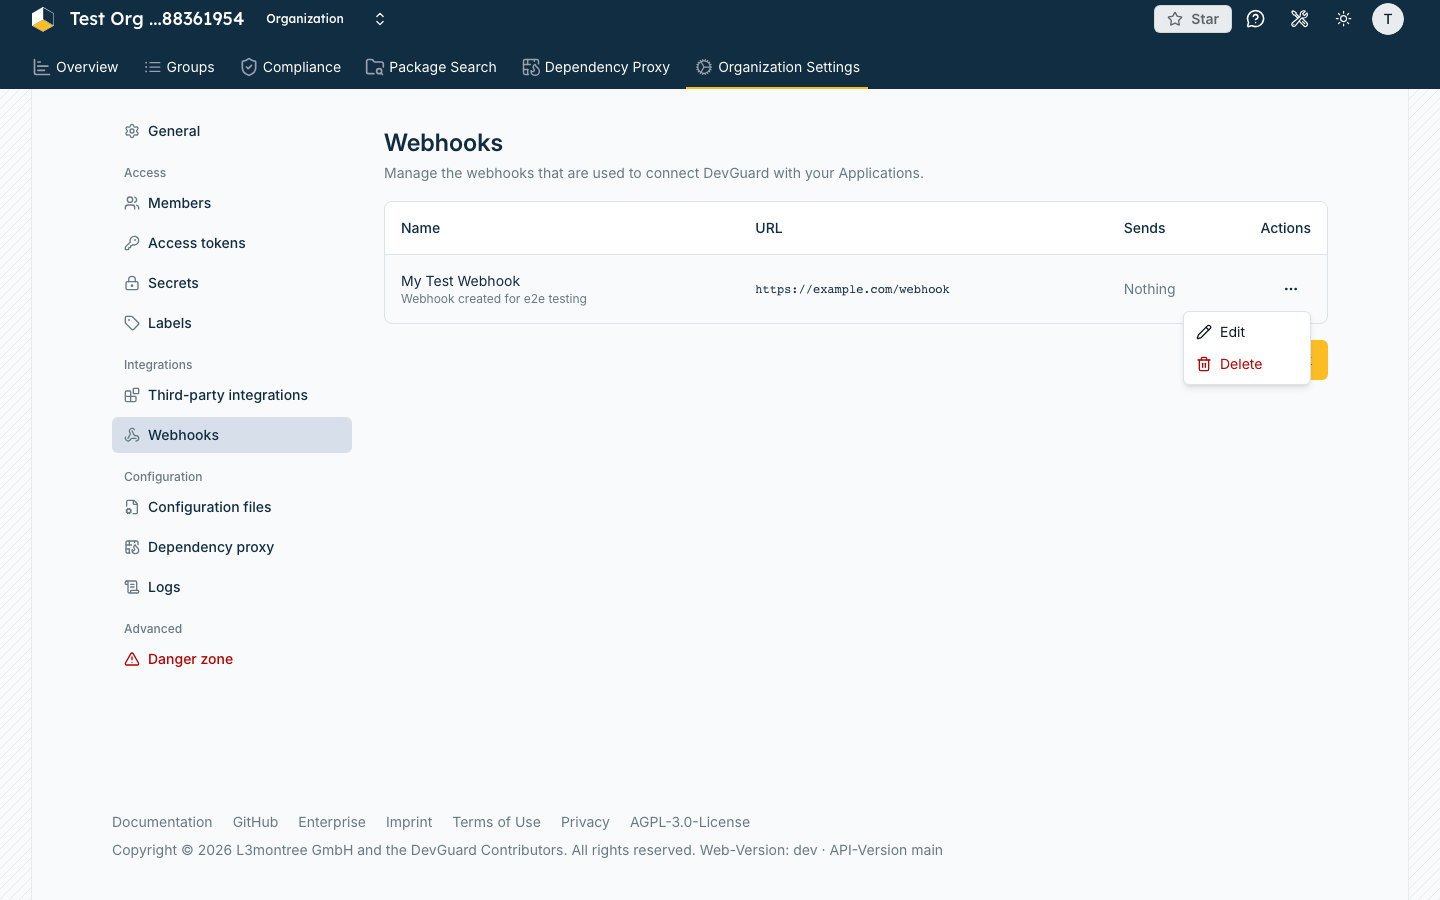 Test Org ...88361954 Organization Star T
Overview Groups Compliance Package Search Dependency Proxy Organization Settings
General
Access
Members
Access tokens
Secrets
Labels
Integrations
Third-party integrations
Webhooks
Configuration
Configuration files
Dependency proxy
Logs
Advanced
Danger zone
Webhooks
Manage the webhooks that are used to connect DevGuard with your Applications.
Name URL Sends Actions
My Test Webhook
Webhook created for e2e testing
https://example.com/webhook
Nothing
Edit
Delete
Documentation GitHub Enterprise Imprint Terms of Use Privacy AGPL-3.0-License
Copyright © 2026 L3montree GmbH and the DevGuard Contributors. All rights reserved. Web-Version: dev · API-Version main